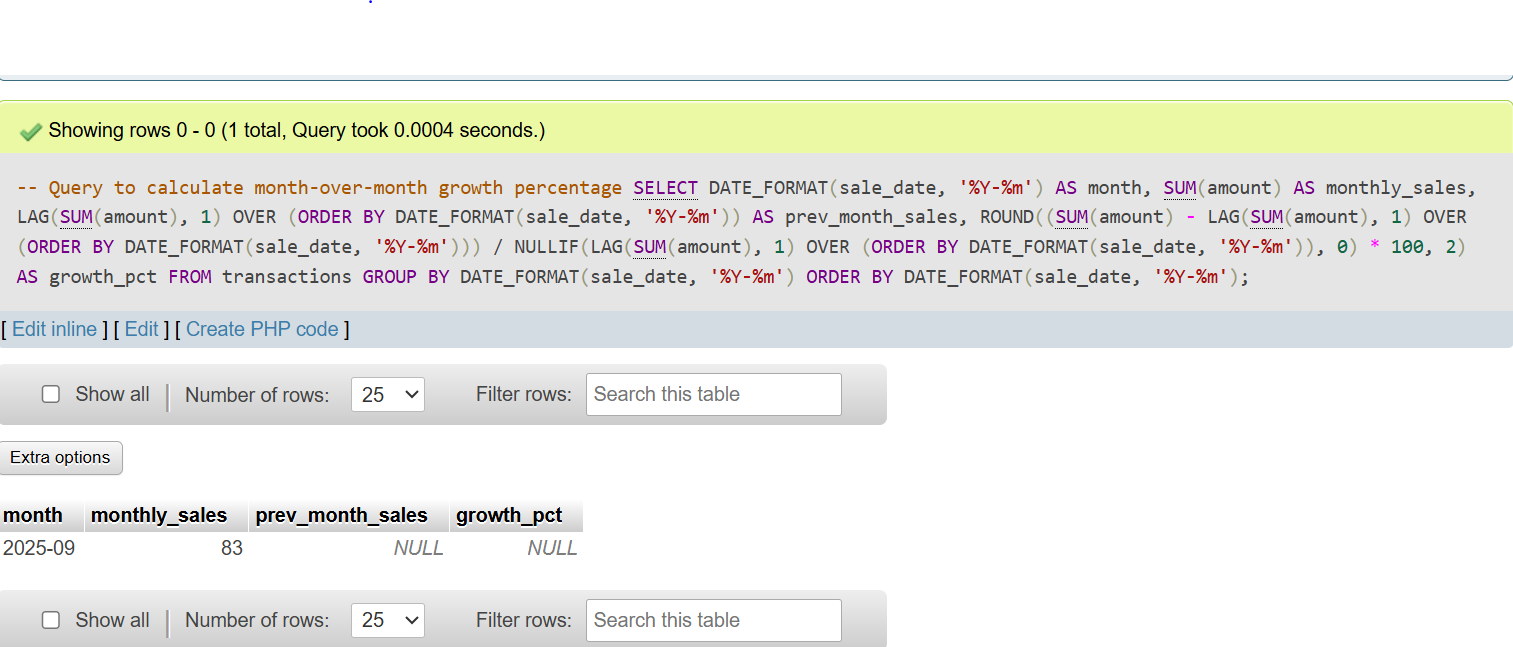 Showing rows 0 - 0 (1 total, Query took 0.0004 seconds.)
-- Query to calculate month-over-month growth percentage SELECT DATE_FORMAT(sale_date, '%Y-%m') AS month, SUM(amount) AS monthly_sales,
LAG(SUM(amount), 1) OVER (ORDER BY DATE_FORMAT(sale_date, '%Y-%m')) AS prev_month_sales, ROUND((SUM(amount) - LAG(SUM(amount), 1) OVER
(ORDER BY DATE_FORMAT(sale_date, '%Y-%m'))) / NULLIF(LAG(SUM(amount), 1) OVER (ORDER BY DATE_FORMAT(sale_date, '%Y-%m')), 0) * 100, 2)
AS growth_pct FROM transactions GROUP BY DATE_FORMAT(sale_date, '%Y-%m') ORDER BY DATE_FORMAT(sale_date, '%Y-%m');
[ Edit inline ] [ Edit ] [ Create PHP code ]
Show all | Number of rows: 25 Filter rows: Search this table
Extra options
month monthly_sales prev_month_sales growth_pct
2025-09 83 NULL NULL
Show all | Number of rows: 25 Filter rows: Search this table